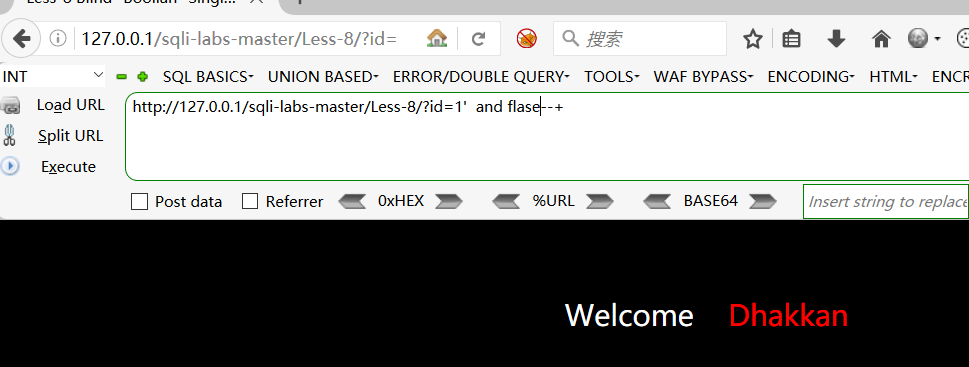 Less-8 Blind- Boolian- Singl...
127.0.0.1/sqli-labs-master/Less-8/?id=
搜索
INT
SQL BASICS
UNION BASED
ERROR/DOUBLE QUERY
TOOLS
WAF BYPASS
ENCODING
HTML
ENCR
Load URL
http://127.0.0.1/sqli-labs-master/Less-8/?id=1'  and flase--+
Split URL
Execute
Post data
Referrer
0xHEX
%URL
BASE64
Insert string to replace
Welcome Dhakkan